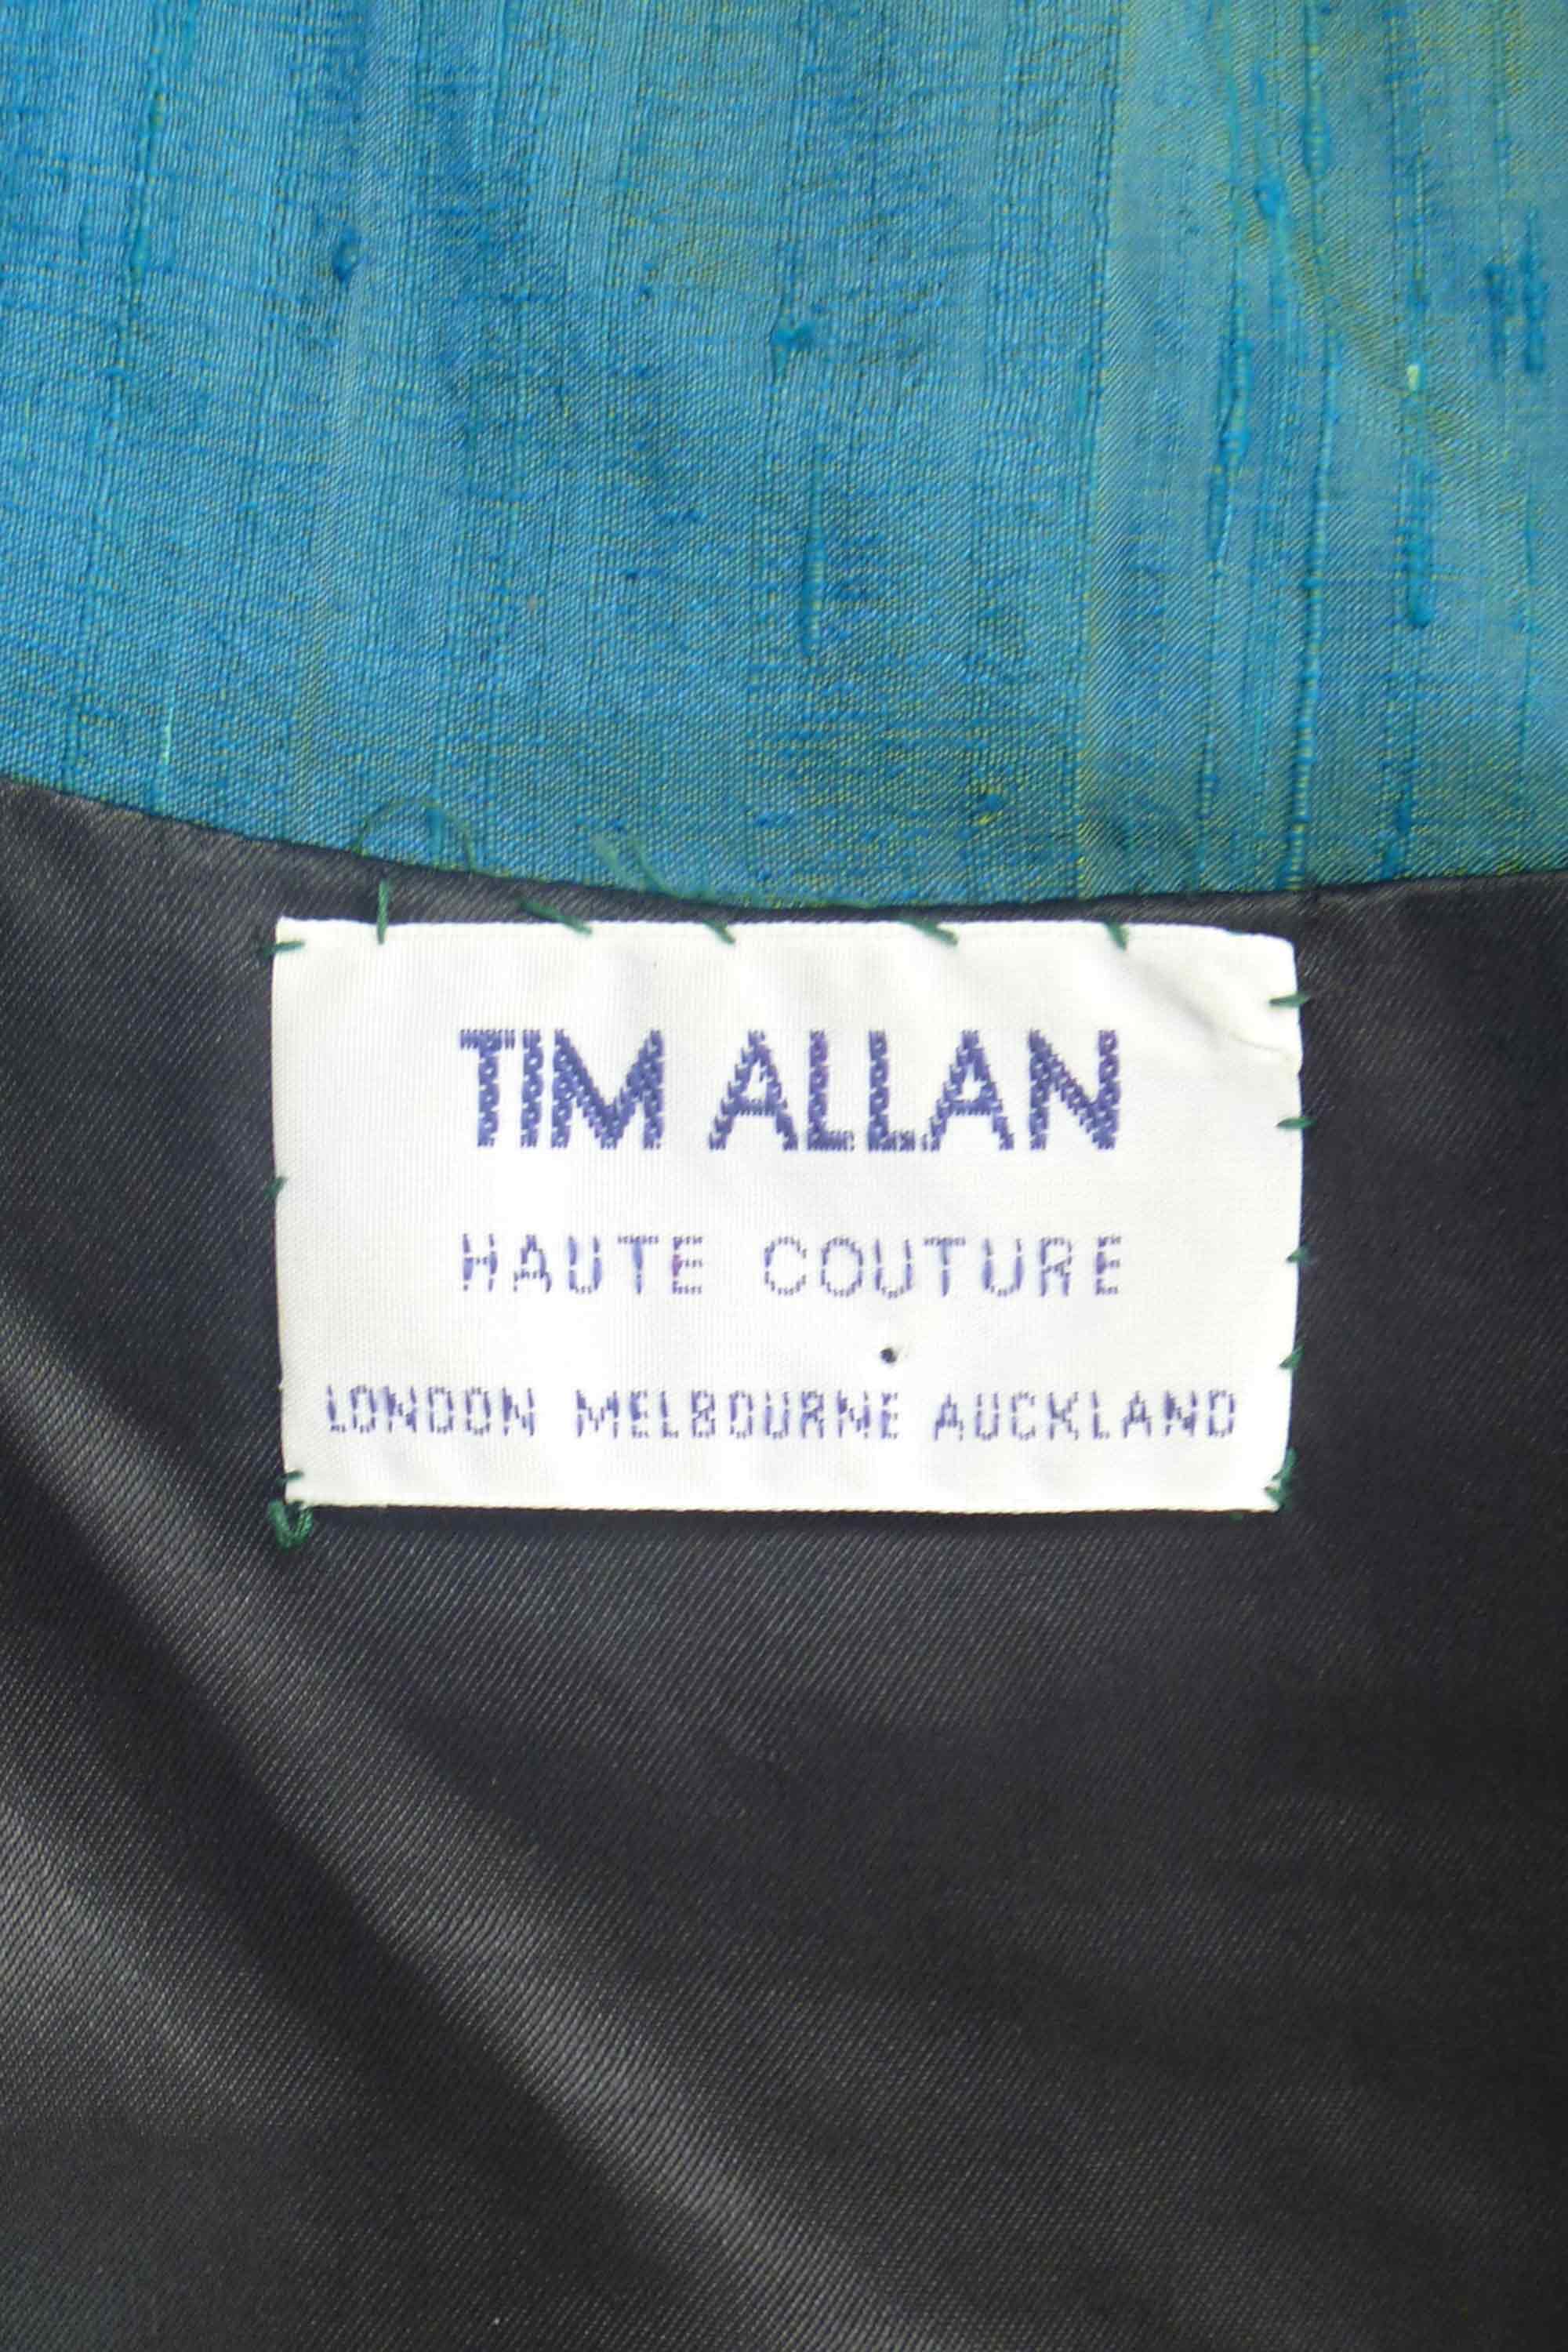 TIM ALLAN
HAUTE COUTURE
LONDON MELBOURNE AUCKLAND